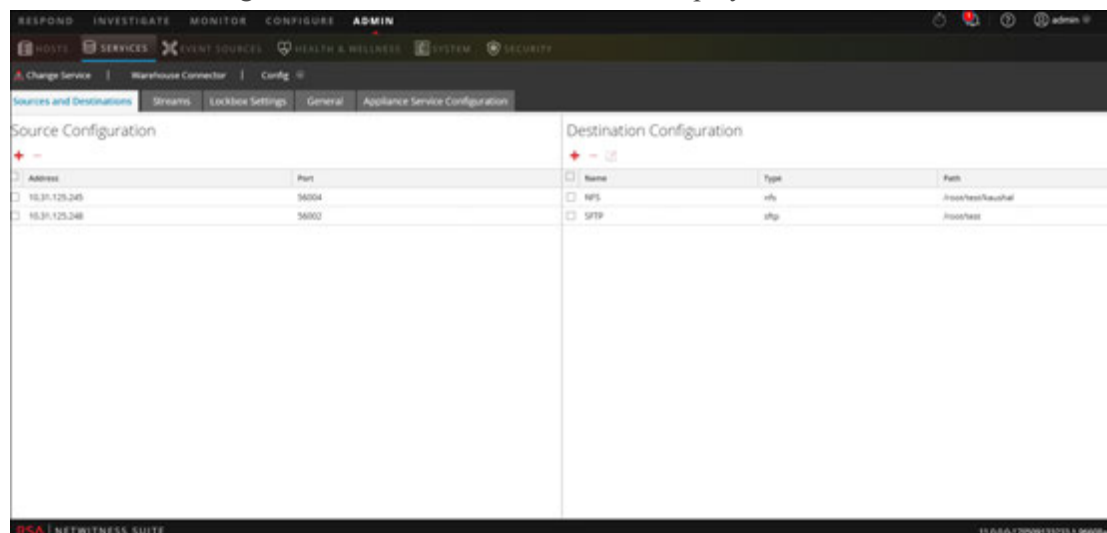 RESPOND INVESTIGATE MONITOR CONFIGURE ADMIN
admin
HOSTS SERVICES EVENT SOURCES HEALTH & WELLNESS SYSTEM SECURITY
Change Service | Warehouse Connector | Config
Sources and Destinations Streams Lockbox Settings General Appliance Service Configuration
Source Configuration
Address Port
10.31.125.245 56004
10.31.125.248 56002
Destination Configuration
Name Type Path
NFS nfs /root/test/kaushal
SFTP sftp /root/test
RSA | NETWITNESS SUITE